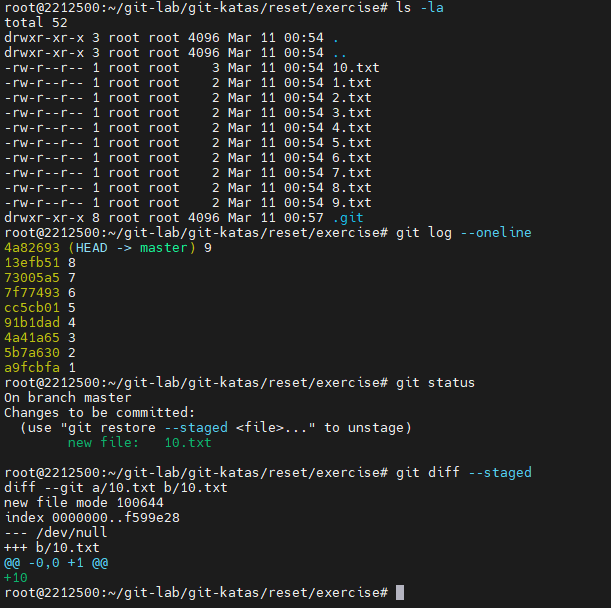 root@2212500:~/git-lab/git-katas/reset/exercise# ls -la
total 52
drwxr-xr-x 3 root root 4096 Mar 11 00:54 .
drwxr-xr-x 3 root root 4096 Mar 11 00:54 ..
-rw-r--r-- 1 root root    3 Mar 11 00:54 10.txt
-rw-r--r-- 1 root root    2 Mar 11 00:54 1.txt
-rw-r--r-- 1 root root    2 Mar 11 00:54 2.txt
-rw-r--r-- 1 root root    2 Mar 11 00:54 3.txt
-rw-r--r-- 1 root root    2 Mar 11 00:54 4.txt
-rw-r--r-- 1 root root    2 Mar 11 00:54 5.txt
-rw-r--r-- 1 root root    2 Mar 11 00:54 6.txt
-rw-r--r-- 1 root root    2 Mar 11 00:54 7.txt
-rw-r--r-- 1 root root    2 Mar 11 00:54 8.txt
-rw-r--r-- 1 root root    2 Mar 11 00:54 9.txt
drwxr-xr-x 8 root root 4096 Mar 11 00:57 .git
root@2212500:~/git-lab/git-katas/reset/exercise# git log --oneline
4a82693 (HEAD -> master) 9
13efb51 8
73005a5 7
7f77493 6
cc5cb01 5
91b1dad 4
4a41a65 3
5b7a630 2
a9fcbfa 1
root@2212500:~/git-lab/git-katas/reset/exercise# git status
On branch master
Changes to be committed:
  (use "git restore --staged <file>..." to unstage)
        new file:   10.txt

root@2212500:~/git-lab/git-katas/reset/exercise# git diff --staged
diff --git a/10.txt b/10.txt
new file mode 100644
index 0000000..f599e28
--- /dev/null
+++ b/10.txt
@@ -0,0 +1 @@
+10
root@2212500:~/git-lab/git-katas/reset/exercise#